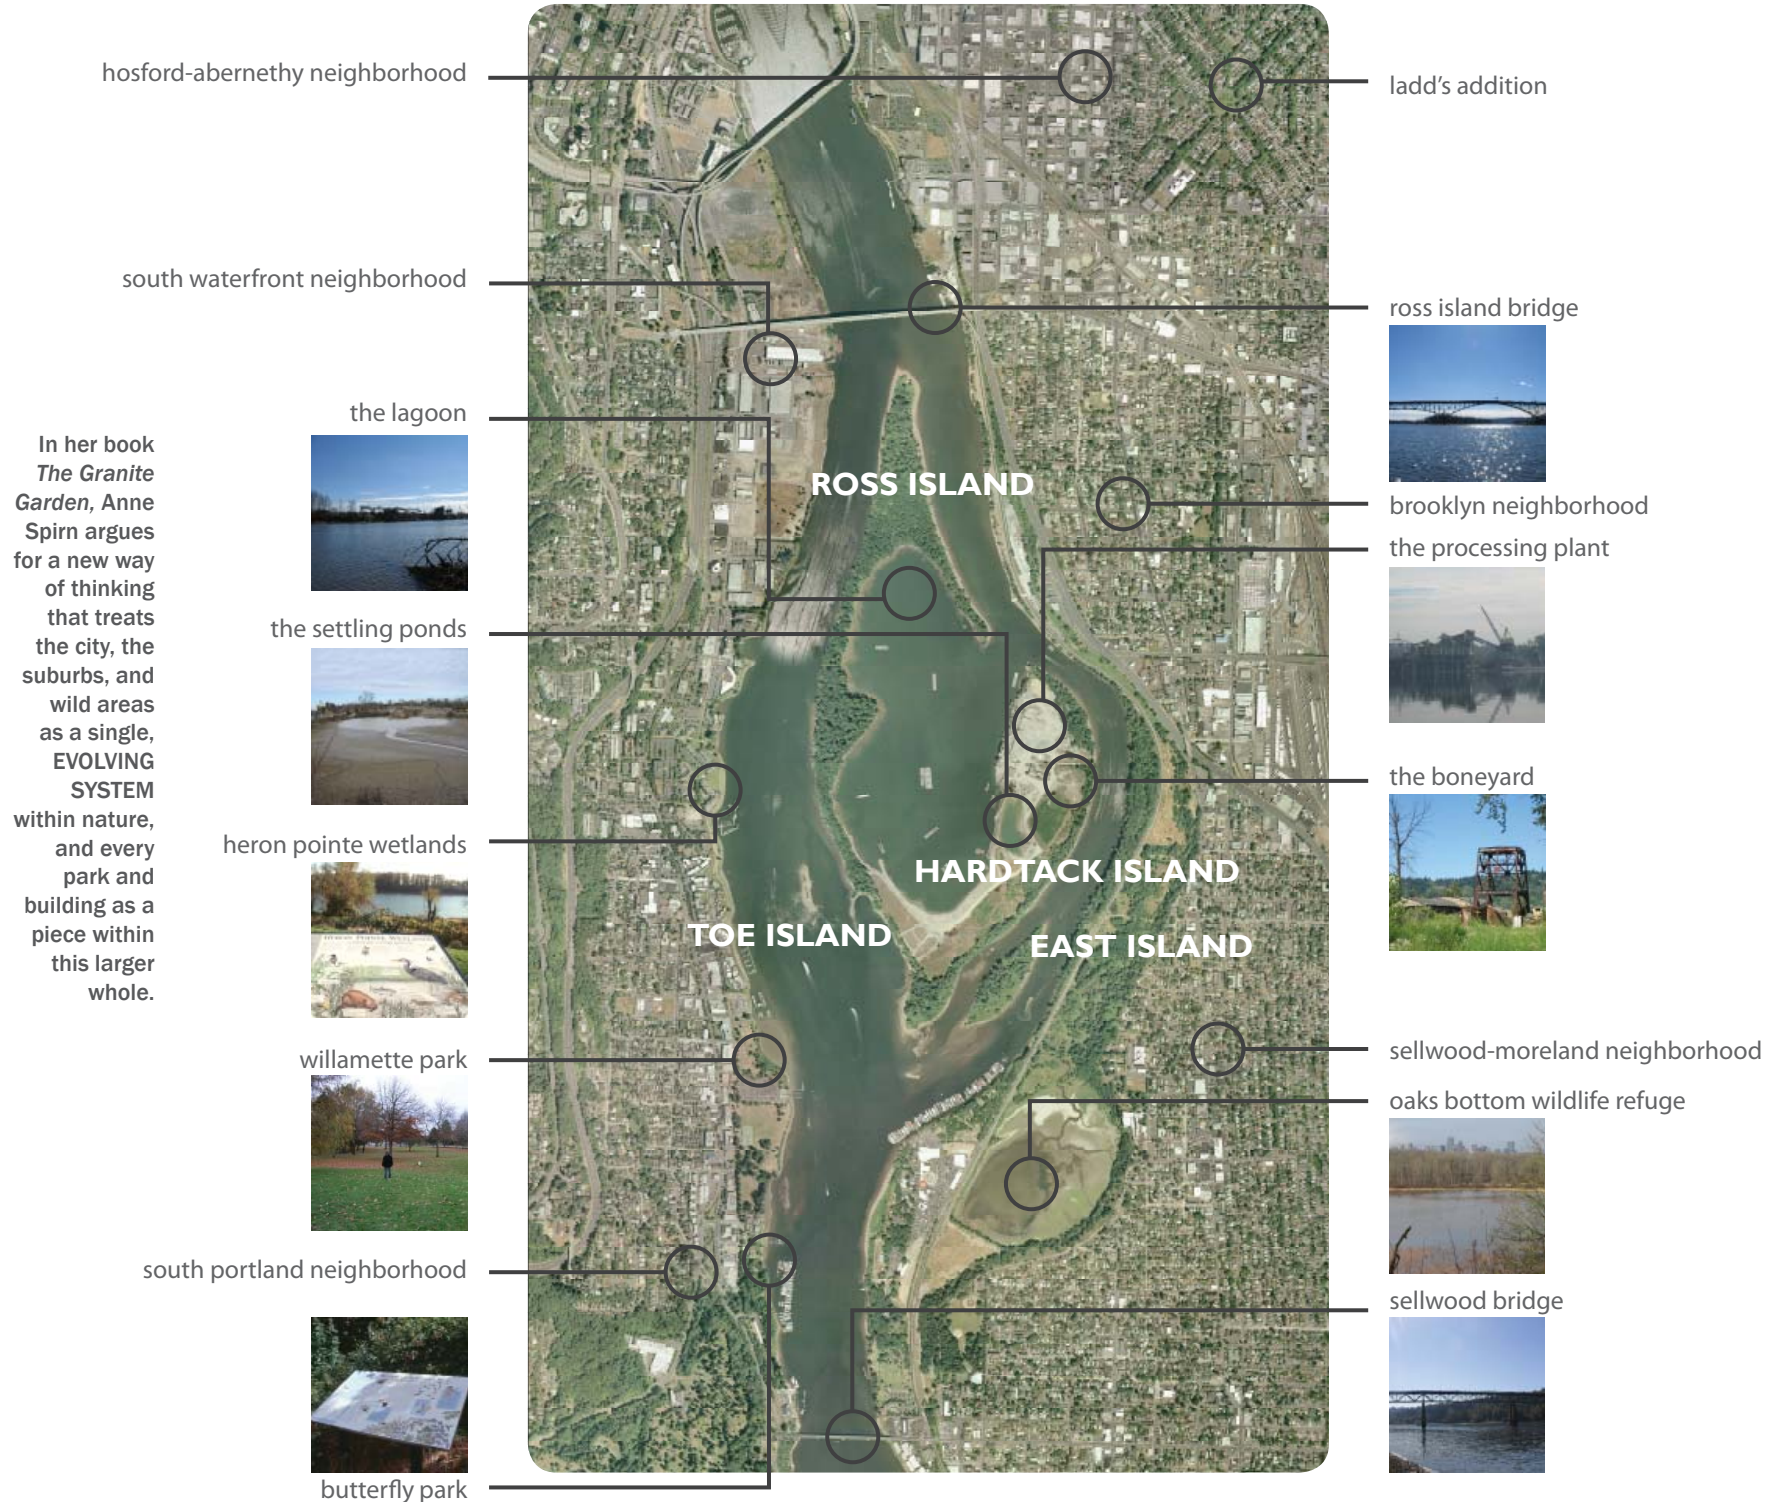 hosford-abernethy neighborhood
ladd's addition
south waterfront neighborhood
ross island bridge
the lagoon
In her book
The Granite
Garden, Anne
Spirn argues
for a new way
of thinking
that treats
the city, the
suburbs, and
wild areas
as a single,
EVOLVING
SYSTEM
within nature,
and every
park and
building as a
piece within
this larger
whole.
ROSS ISLAND
brooklyn neighborhood
the processing plant
the settling ponds
the boneyard
heron pointe wetlands
HERON POINTE WETLANDS
HARDTACK ISLAND
TOE ISLAND
EAST ISLAND
willamette park
sellwood-moreland neighborhood
oaks bottom wildlife refuge
south portland neighborhood
sellwood bridge
butterfly park